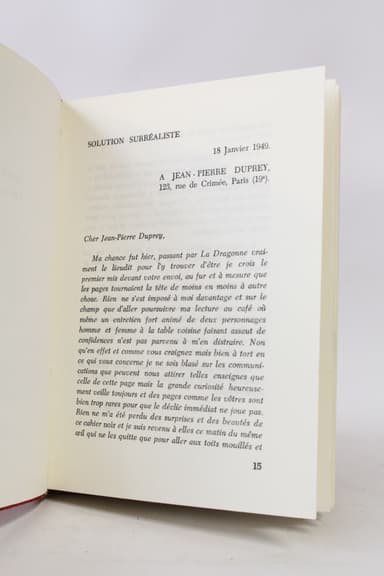 SOLUTION SURRÉALISTE
18 Janvier 1949.
A JEAN-PIERRE DUPREY,
123, rue de Crimée, Paris (19ᵉ).
Cher Jean-Pierre Duprey,
Ma chance fut hier, passant par La Dragonne vrai-
ment le lieudit pour l'y trouver d'être je crois le
premier mis devant votre envoi, au fur et à mesure que
les pages tournaient la tête de moins en moins à autre
chose. Rien ne s'est imposé à moi davantage et sur le
champ que d'aller poursuivre ma lecture au café où
même un entretien fort animé de deux personnages
homme et femme à la table voisine faisant assaut de
confidences n'est pas parvenu à m'en distraire. Non
qu'en effet et comme vous craignez mais bien à tort en
ce qui vous concerne je ne sois blasé sur les communi-
cations que peuvent nous attirer telles enseignes que
celle de cette page mais la grande curiosité heureuse-
ment veille toujours et des pages comme les vôtres sont
bien trop rares pour que le déclic immédiat ne joue pas.
Rien ne m'a été perdu des surprises et des beautés de
ce cahier noir et je suis revenu à elles ce matin du même
œil qui ne les quitte que pour aller aux toits mouillés et
15